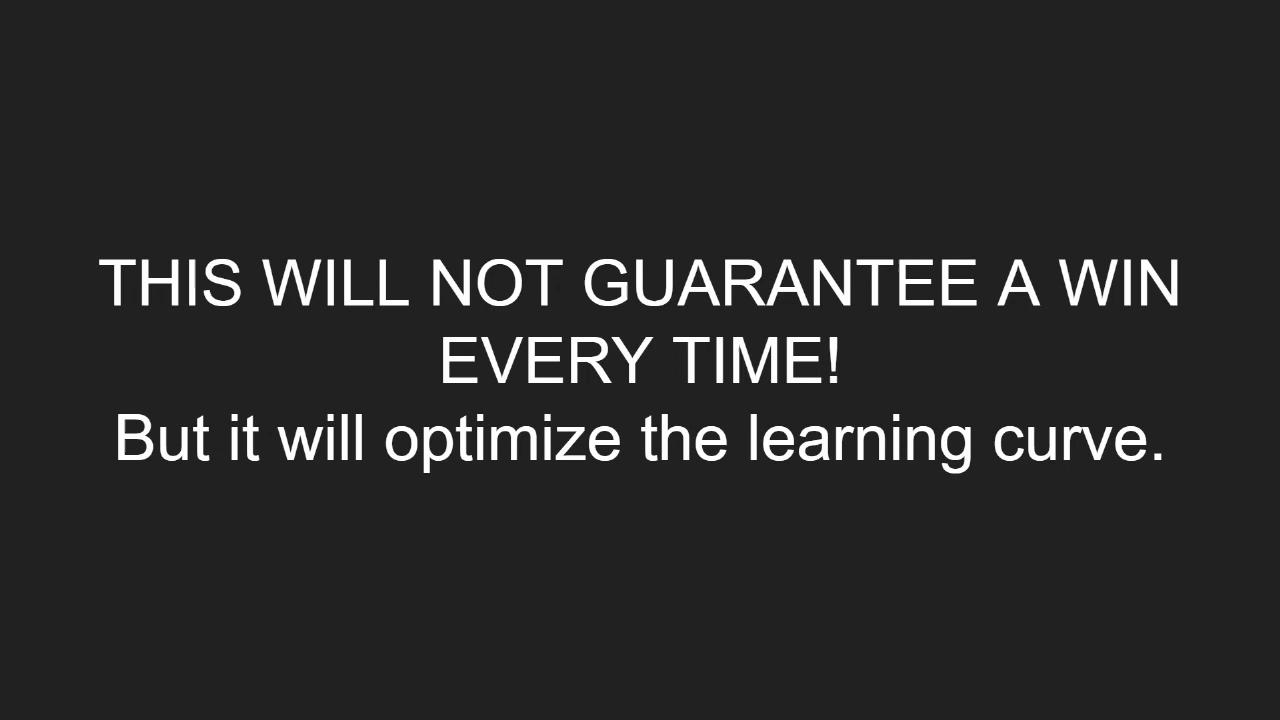 THIS WILL NOT GUARANTEE A WIN
EVERY TIME!
But it will optimize the learning curve.